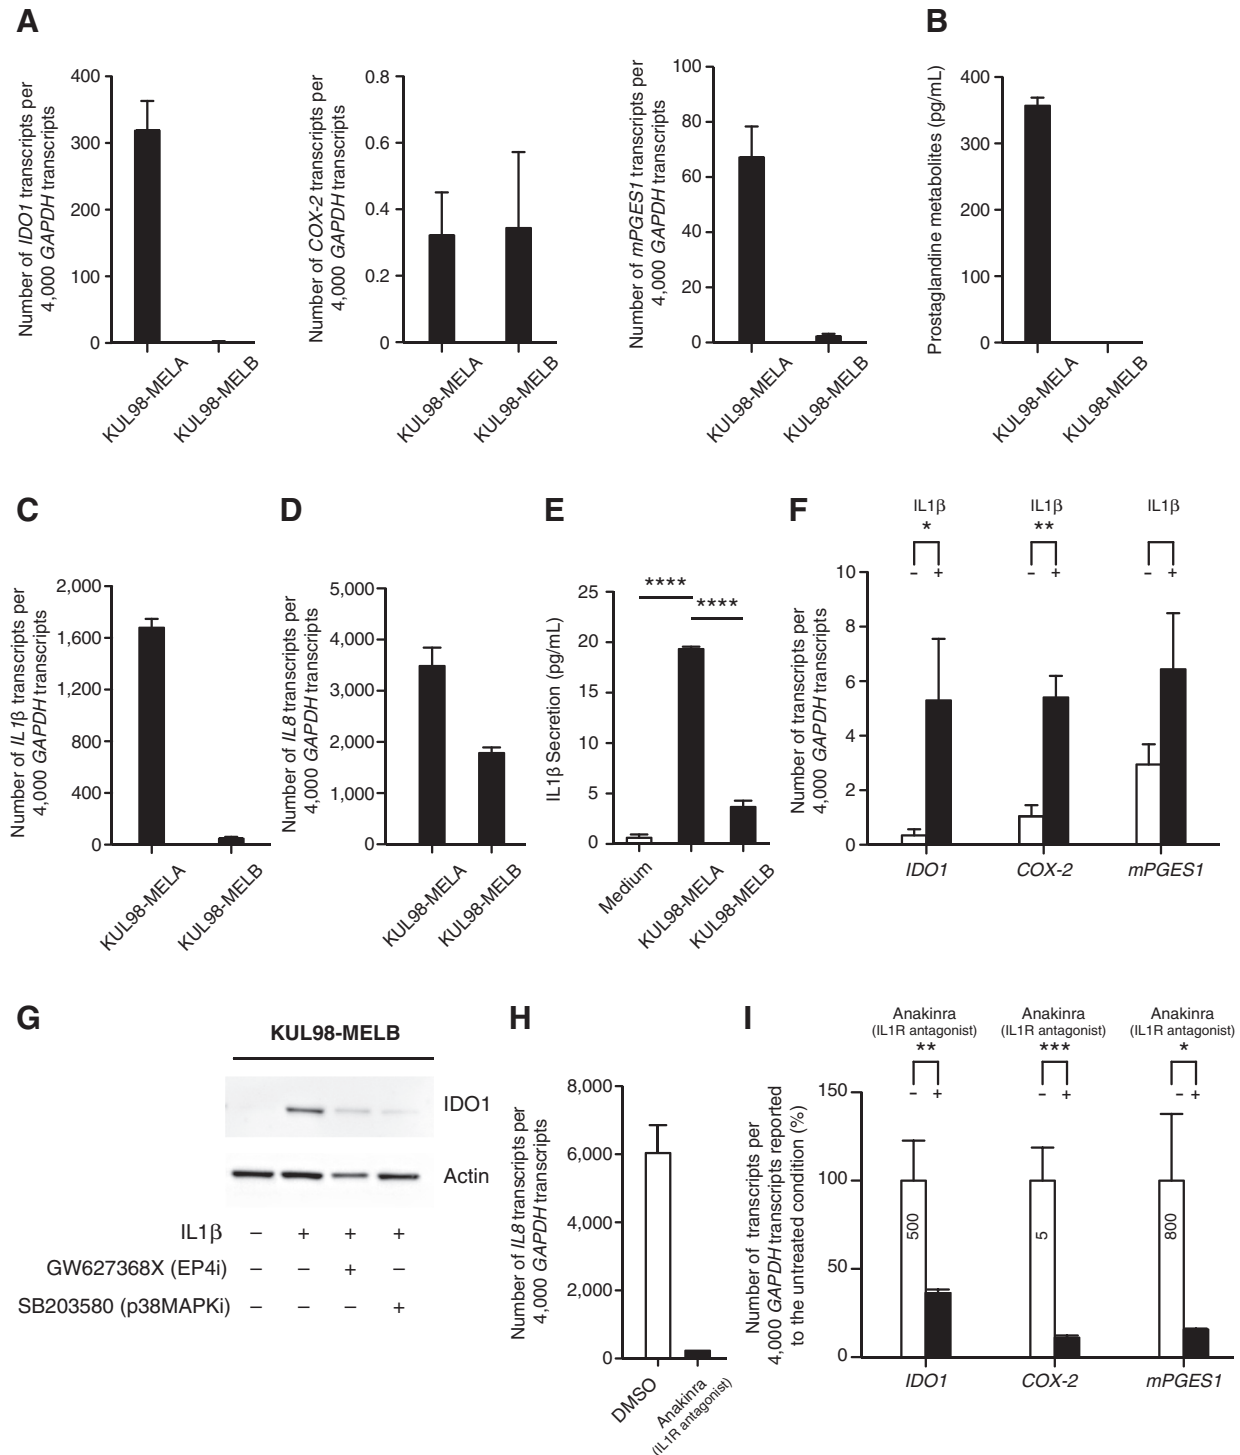 A
Number of IDO1 transcripts per
4,000 GAPDH transcripts
400
300
200
100
0
KUL98-MELA
KUL98-MELB
Number of COX-2 transcripts per
4,000 GAPDH transcripts
0.8
0.6
0.4
0.2
0
KUL98-MELA
KUL98-MELB
Number of mPGES1 transcripts per
4,000 GAPDH transcripts
100
80
60
40
20
0
KUL98-MELA
KUL98-MELB
B
Prostaglandine metabolites (pg/mL)
400
300
200
100
0
KUL98-MELA
KUL98-MELB
C
Number of IL1β transcripts per
4,000 GAPDH transcripts
2,000
1,600
1,200
800
400
0
KUL98-MELA
KUL98-MELB
D
Number of IL8 transcripts per
4,000 GAPDH transcripts
5,000
4,000
3,000
2,000
1,000
0
KUL98-MELA
KUL98-MELB
E
IL1β Secretion (pg/mL)
25
20
15
10
5
0
****
****
Medium
KUL98-MELA
KUL98-MELB
F
Number of transcripts per
4,000 GAPDH transcripts
10
8
6
4
2
0
IL1β IL1β IL1β
* **
– + – + – +
IDO1 COX-2 mPGES1
G
KUL98-MELB
IDO1
Actin
IL1β – + + +
GW627368X (EP4i) – – + –
SB203580 (p38MAPKi) – – – +
H
Number of IL8 transcripts per
4,000 GAPDH transcripts
8,000
6,000
4,000
2,000
0
DMSO
Anakinra
(IL1R antagonist)
I
Number of transcripts per
4,000 GAPDH transcripts reported
to the untreated condition (%)
150
100
50
0
Anakinra Anakinra Anakinra
(IL1R antagonist) (IL1R antagonist) (IL1R antagonist)
** *** *
– + – + – +
500 5 800
IDO1 COX-2 mPGES1